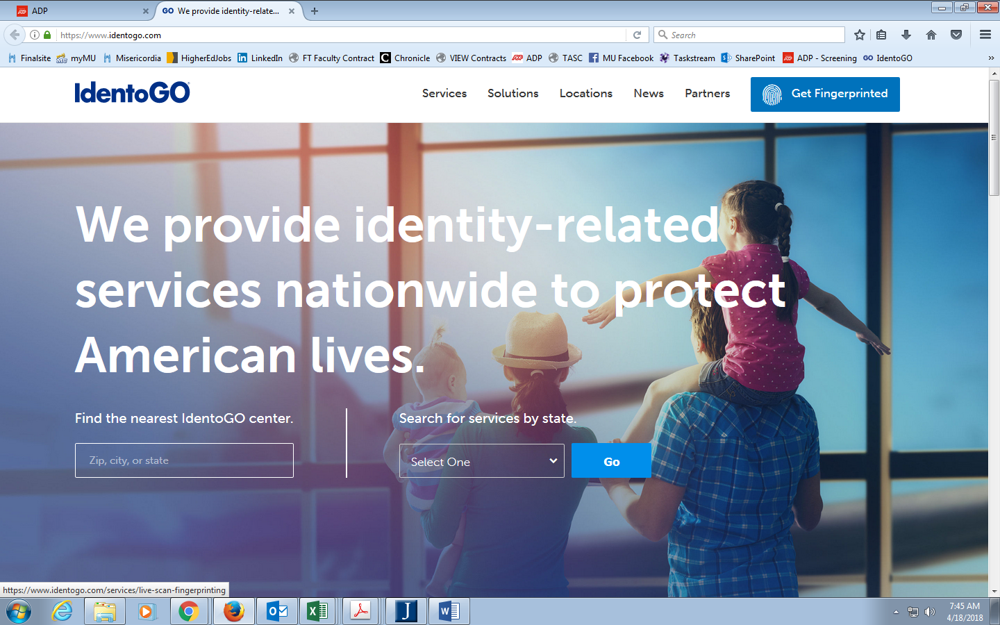 ADP
GO We provide identity-relate...
https://www.identogo.com
Search
Finalsite myMU Misericordia HigherEdJobs LinkedIn FT Faculty Contract Chronicle VIEW Contracts ADP TASC MU Facebook Taskstream SharePoint ADP - Screening GO IdentoGO
IdentoGO
Services Solutions Locations News Partners Get Fingerprinted
We provide identity-related
services nationwide to protect
American lives.
Find the nearest IdentoGO center.
Search for services by state.
Zip, city, or state
Select One
Go
https://www.identogo.com/services/live-scan-fingerprinting
7:45 AM
4/18/2018